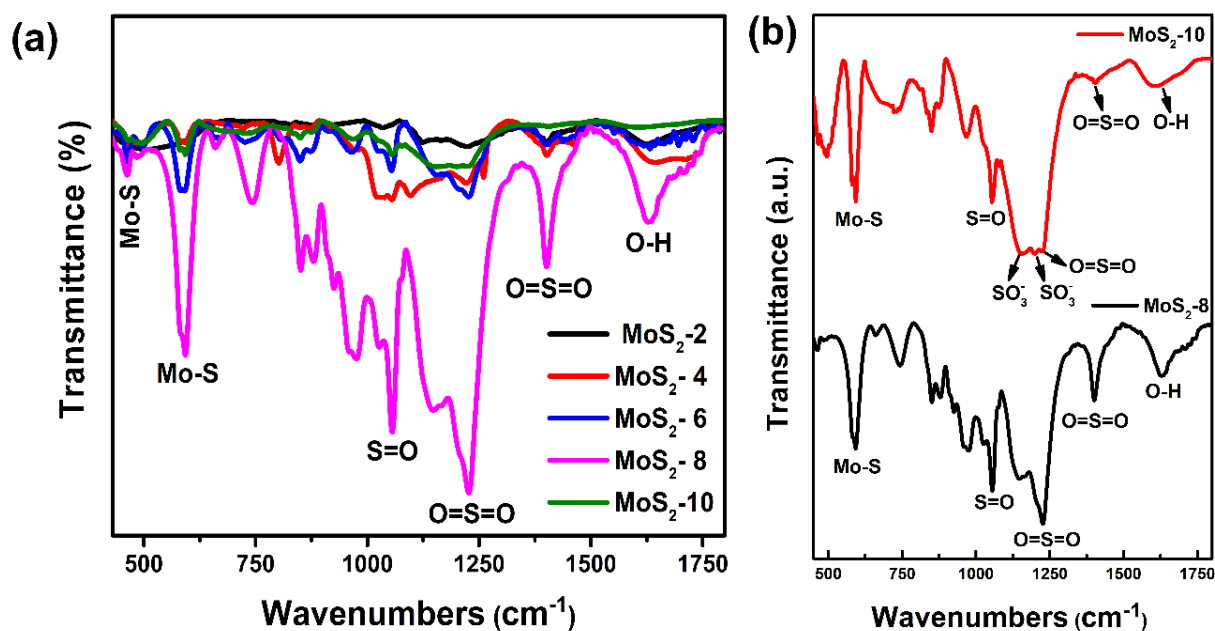 (a)
Transmittance (%)
Mo-S
Mo-S
S=O
O=S=O
O=S=O
O-H
MoS₂-2
MoS₂- 4
MoS₂- 6
MoS₂- 8
MoS₂-10
500 750 1000 1250 1500 1750
Wavenumbers (cm⁻¹)
(b)
Transmittance (a.u.)
MoS₂-10
O=S=O
O-H
Mo-S
S=O
O=S=O
SO₃⁻
SO₃⁻
MoS₂-8
O-H
O=S=O
Mo-S
S=O
O=S=O
500 750 1000 1250 1500 1750
Wavenumbers (cm⁻¹)